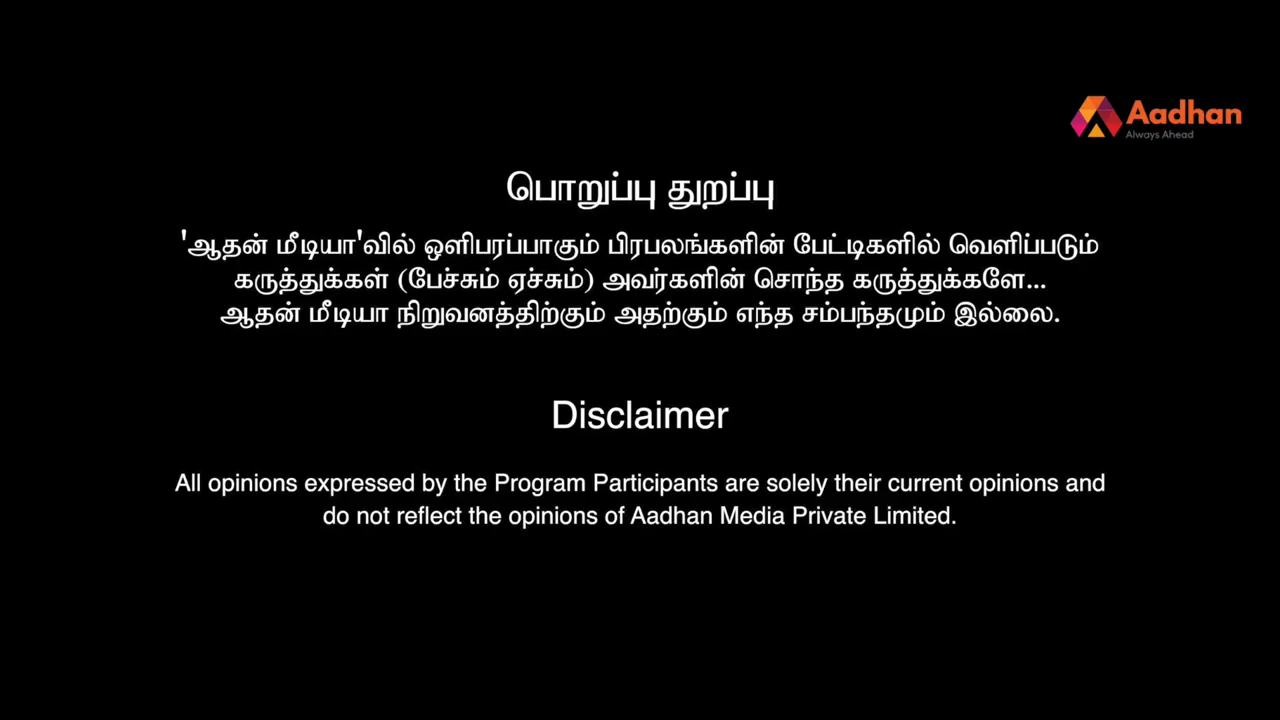 Aadhan
Always Ahead
பொறுப்பு துறப்பு
'ஆதன் மீடியா'வில் ஒளிபரப்பாகும் பிரபலங்களின் பேட்டிகளில் வெளிப்படும்
கருத்துக்கள் (பேச்சும் ஏச்சும்) அவர்களின் சொந்த கருத்துக்களே...
ஆதன் மீடியா நிறுவனத்திற்கும் அதற்கும் எந்த சம்பந்தமும் இல்லை.
Disclaimer
All opinions expressed by the Program Participants are solely their current opinions and
do not reflect the opinions of Aadhan Media Private Limited.